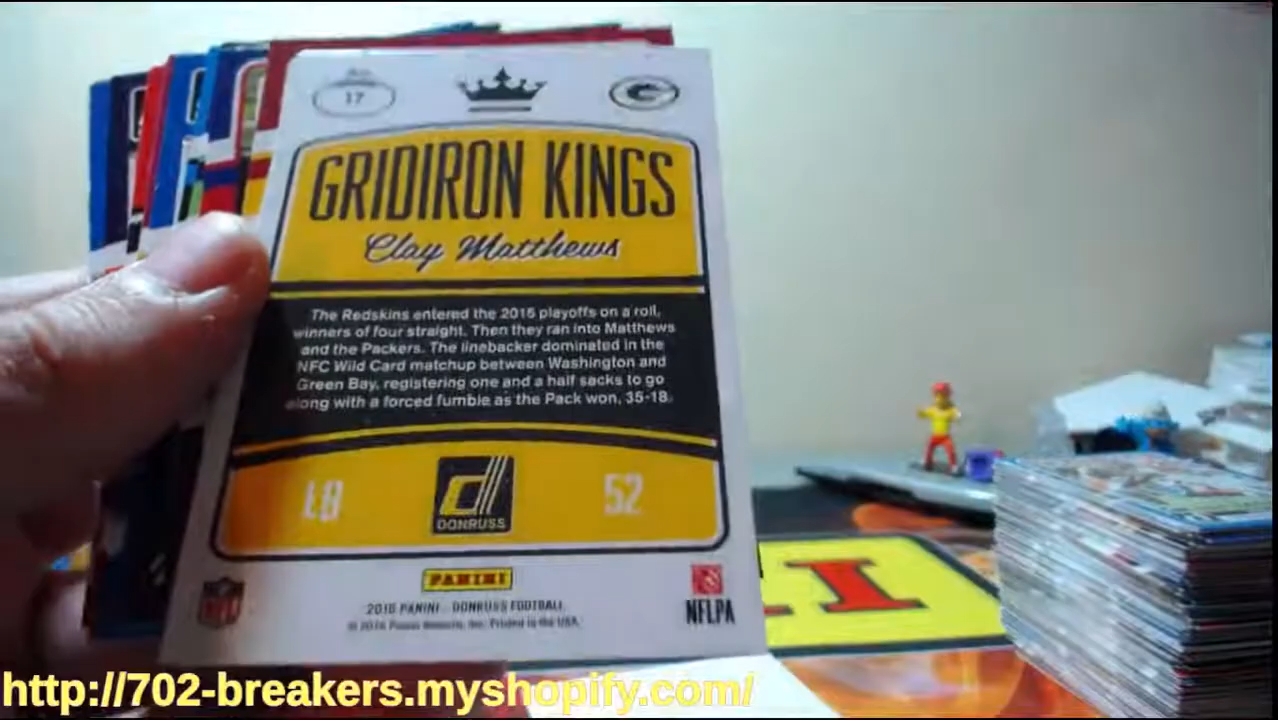 17
GRIDIRON KINGS
Clay Matthews
The Redskins entered the 2015 playoffs on a roll,
winners of four straight. Then they ran into Matthews
and the Packers. The linebacker dominated in the
NFC Wild Card matchup between Washington and
Green Bay, registering one and a half sacks to go
along with a forced fumble as the Pack won, 35-18.
LB
DONRUSS
52
PANINI
NFL
2016 PANINI - DONRUSS FOOTBALL
© 2016 Panini America, Inc. Printed in the USA.
NFLPA
http://702-breakers.myshopify.com/